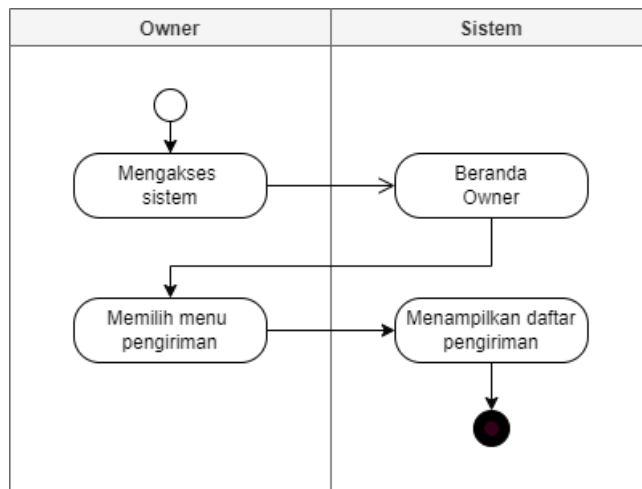 Owner
Sistem
Mengakses
sistem
Beranda
Owner
Memilih menu
pengiriman
Menampilkan daftar
pengiriman